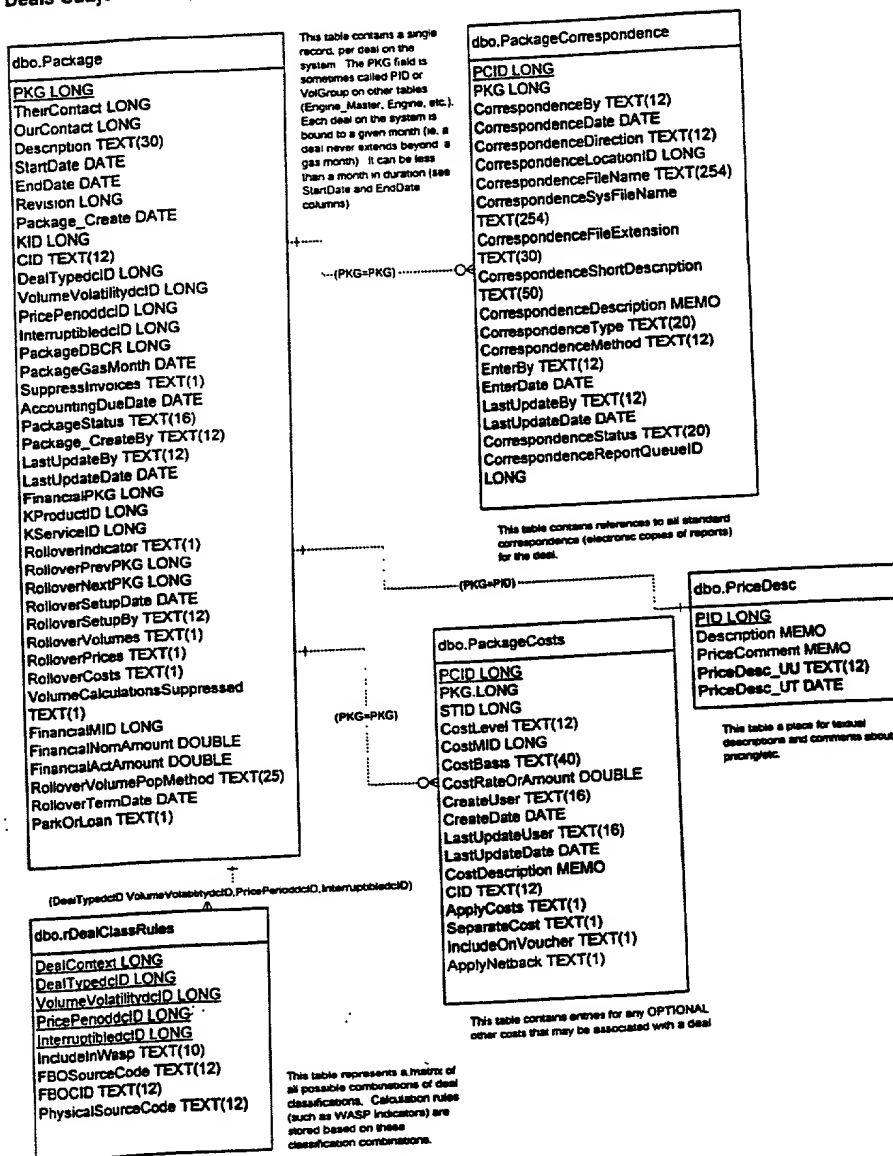 dbo.Package
PKG LONG
TheirContact LONG
OurContact LONG
Description TEXT(30)
StartDate DATE
EndDate DATE
Revision LONG
Package_Create DATE
KID LONG
CID TEXT(12)
DealTypedcID LONG
VolumeVolatilitydcID LONG
PricePerioddcID LONG
InterruptibledcID LONG
PackageDBCR LONG
PackageGasMonth DATE
SuppressInvoices TEXT(1)
AccountingDueDate DATE
PackageStatus TEXT(16)
Package_CreateBy TEXT(12)
LastUpdateBy TEXT(12)
LastUpdateDate DATE
FinancialPKG LONG
KProductID LONG
KServiceID LONG
RolloverIndicator TEXT(1)
RolloverPrevPKG LONG
RolloverNextPKG LONG
RolloverSetupDate DATE
RolloverSetupBy TEXT(12)
RolloverVolumes TEXT(1)
RolloverPrices TEXT(1)
RolloverCosts TEXT(1)
VolumeCalculationsSuppressed
TEXT(1)
FinancialMID LONG
FinancialNomAmount DOUBLE
FinancialActAmount DOUBLE
RolloverVolumePopMethod TEXT(25)
RolloverTermDate DATE
ParkOrLoan TEXT(1)
This table contains a single
record, per deal on the
system The PKG field is
sometimes called PID or
VolGroup on other tables
(Engine_Master, Engine, etc.).
Each deal on the system is
bound to a given month (ie. a
deal never extends beyond a
gas month) It can be less
than a month in duration (see
StartDate and EndDate
columns)
dbo.PackageCorrespondence
PCID LONG
PKG LONG
CorrespondenceBy TEXT(12)
CorrespondenceDate DATE
CorrespondenceDirection TEXT(12)
CorrespondenceLocationID LONG
CorrespondenceFileName TEXT(254)
CorrespondenceSysFileName
TEXT(254)
CorrespondenceFileExtension
TEXT(30)
CorrespondenceShortDescription
TEXT(50)
CorrespondenceDescription MEMO
CorrespondenceType TEXT(20)
CorrespondenceMethod TEXT(12)
EnterBy TEXT(12)
EnterDate DATE
LastUpdateBy TEXT(12)
LastUpdateDate DATE
CorrespondenceStatus TEXT(20)
CorrespondenceReportQueueID
LONG
(PKG=PKG)
This table contains references to all standard
correspondence (electronic copies of reports)
for the deal.
(PKG=PID)
dbo.PriceDesc
PID LONG
Description MEMO
PriceComment MEMO
PriceDesc_UU TEXT(12)
PriceDesc_UT DATE
This table a place for textual
descriptions and comments about
pricing/etc.
dbo.PackageCosts
PCID LONG
PKG.LONG
STID LONG
CostLevel TEXT(12)
CostMID LONG
CostBasis TEXT(40)
CostRateOrAmount DOUBLE
CreateUser TEXT(16)
CreateDate DATE
LastUpdateUser TEXT(16)
LastUpdateDate DATE
CostDescription MEMO
CID TEXT(12)
ApplyCosts TEXT(1)
SeparateCost TEXT(1)
IncludeOnVoucher TEXT(1)
ApplyNetback TEXT(1)
(PKG=PKG)
This table contains entries for any OPTIONAL
other costs that may be associated with a deal
(DealTypedcID VolumeVolatilitydcID,PricePerioddcID,InterruptibledcID)
dbo.rDealClassRules
DealContext LONG
DealTypedcID LONG
VolumeVolatilitydcID LONG
PricePerioddcID LONG
InterruptibledcID LONG
IncludeInWasp TEXT(10)
FBOSourceCode TEXT(12)
FBOCID TEXT(12)
PhysicalSourceCode TEXT(12)
This table represents a matrix of
all possible combinations of deal
classifications. Calculation rules
(such as WASP indicators) are
stored based on these
classification combinations.